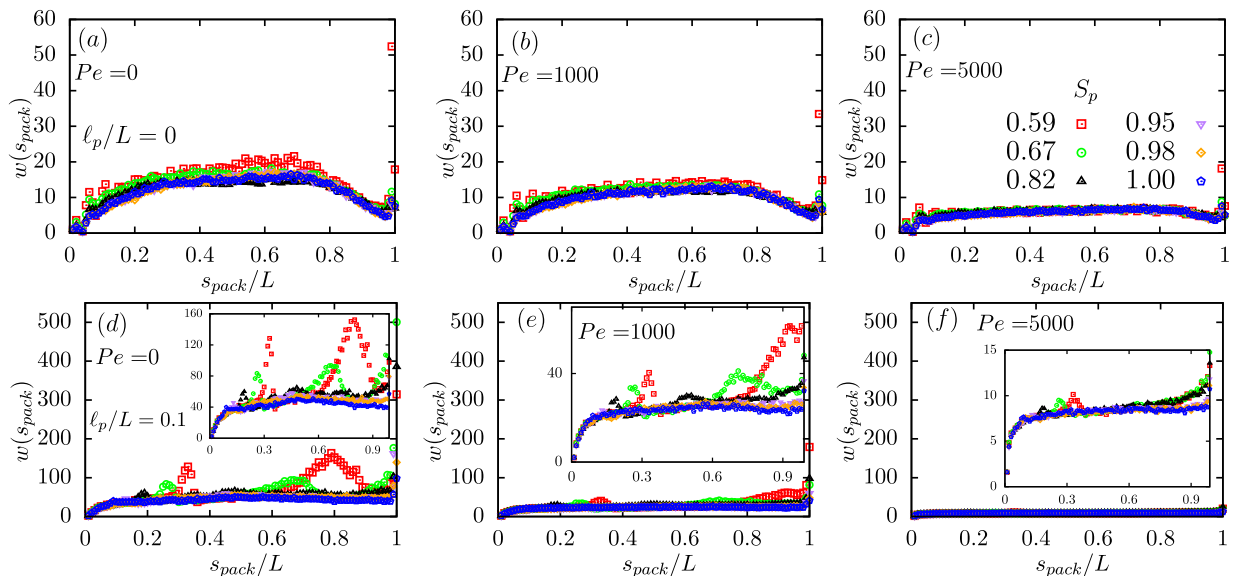 (a)
Pe =0
ℓp/L = 0
w(spack)
60
50
40
30
20
10
0
0 0.2 0.4 0.6 0.8 1
spack/L
(b)
Pe =1000
w(spack)
60
50
40
30
20
10
0
0 0.2 0.4 0.6 0.8 1
spack/L
(c)
Pe =5000
Sp
0.59 0.95
0.67 0.98
0.82 1.00
w(spack)
60
50
40
30
20
10
0
0 0.2 0.4 0.6 0.8 1
spack/L
(d)
Pe =0
ℓp/L = 0.1
w(spack)
500
400
300
200
100
0
0 0.2 0.4 0.6 0.8 1
spack/L
160
120
80
40
0
0 0.3 0.6 0.9
(e)
Pe =1000
w(spack)
500
400
300
200
100
0
0 0.2 0.4 0.6 0.8 1
spack/L
80
40
0
0 0.3 0.6 0.9
(f)
Pe =5000
w(spack)
500
400
300
200
100
0
0 0.2 0.4 0.6 0.8 1
spack/L
15
10
5
0
0 0.3 0.6 0.9